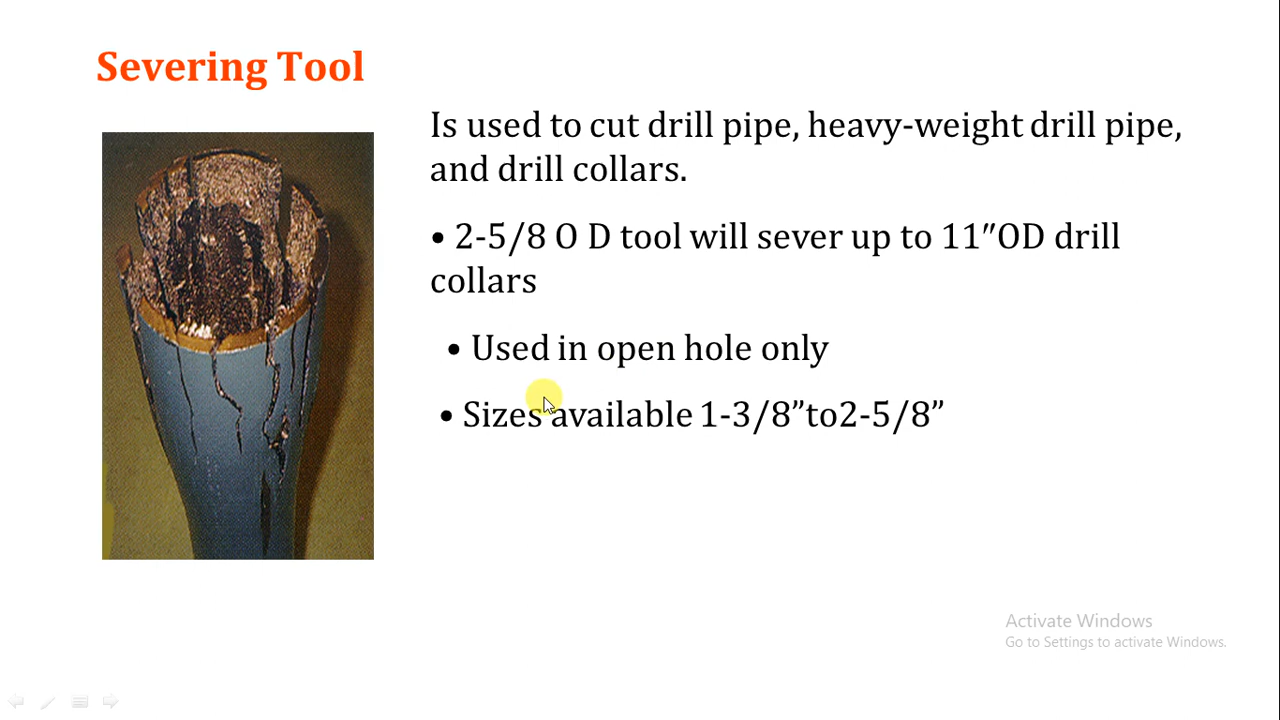 Severing Tool
Is used to cut drill pipe, heavy-weight drill pipe,
and drill collars.
• 2-5/8 O D tool will sever up to 11″OD drill
collars
• Used in open hole only
• Sizes available 1-3/8”to2-5/8”
Activate Windows
Go to Settings to activate Windows.